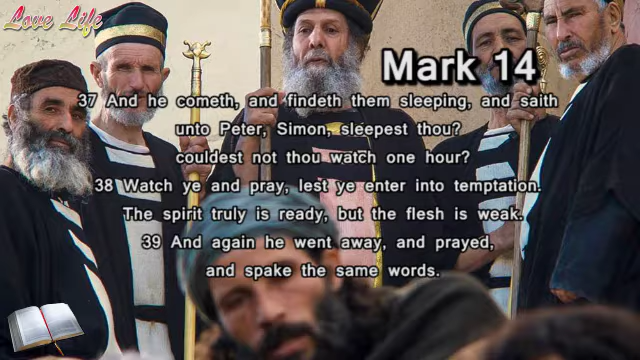 Love Life
Mark 14
37 And he cometh, and findeth them sleeping, and saith
unto Peter, Simon, sleepest thou?
couldest not thou watch one hour?
38 Watch ye and pray, lest ye enter into temptation.
The spirit truly is ready, but the flesh is weak.
39 And again he went away, and prayed,
and spake the same words.